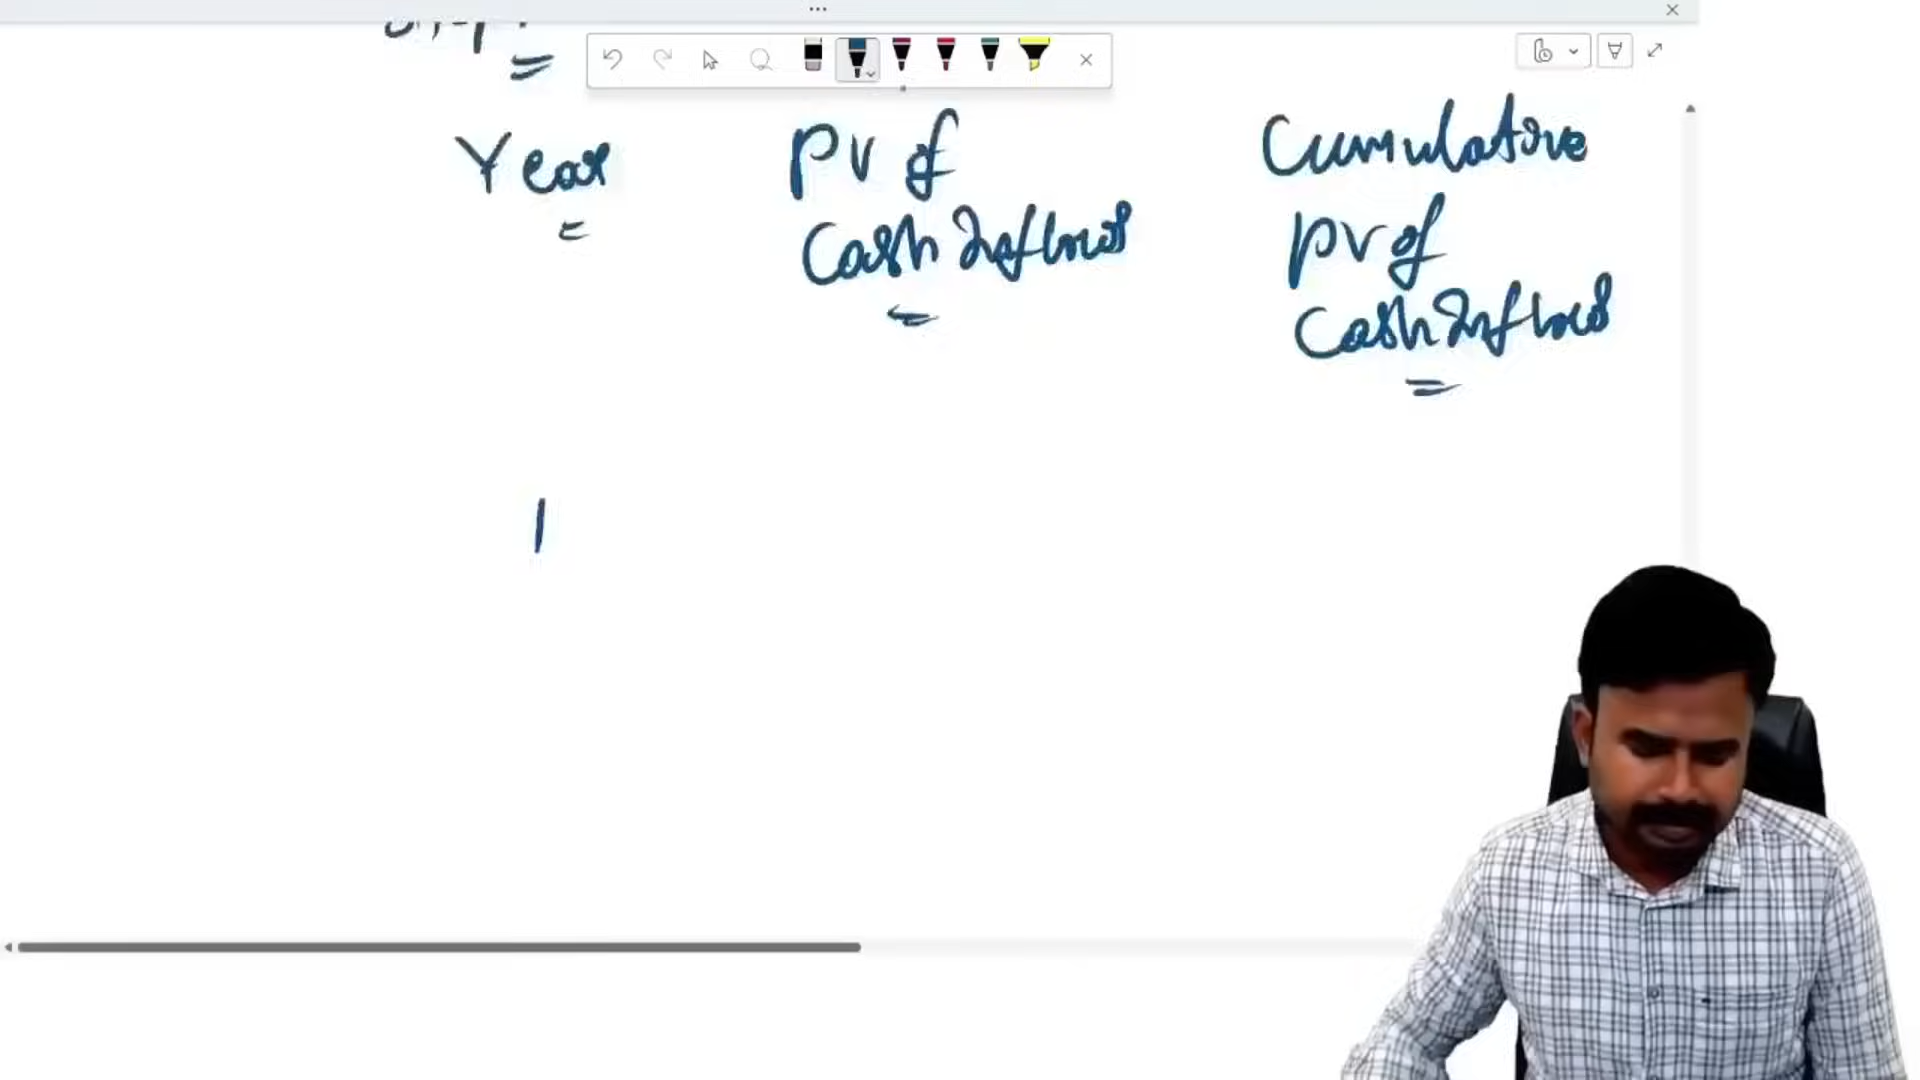 Year
PV of
Cash Inflows
Cumulative
PV of
Cash Inflows
1